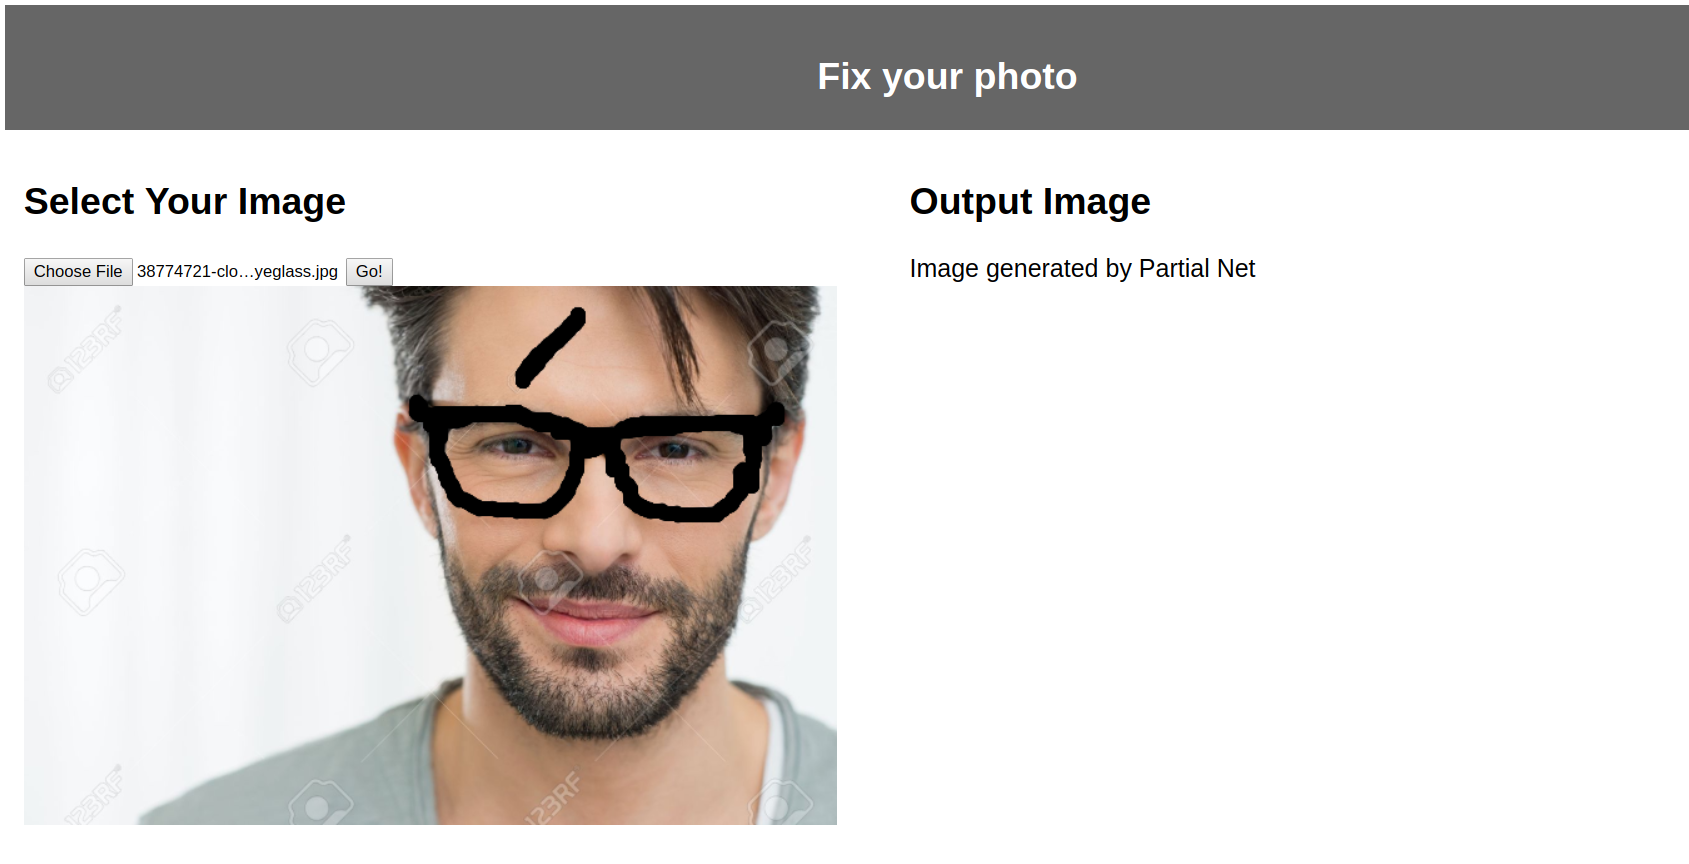 Fix your photo
Select Your Image
Choose File 38774721-clo…yeglass.jpg Go!
Output Image
Image generated by Partial Net
@123RF
@123RF
@123RF
123RF
123RF